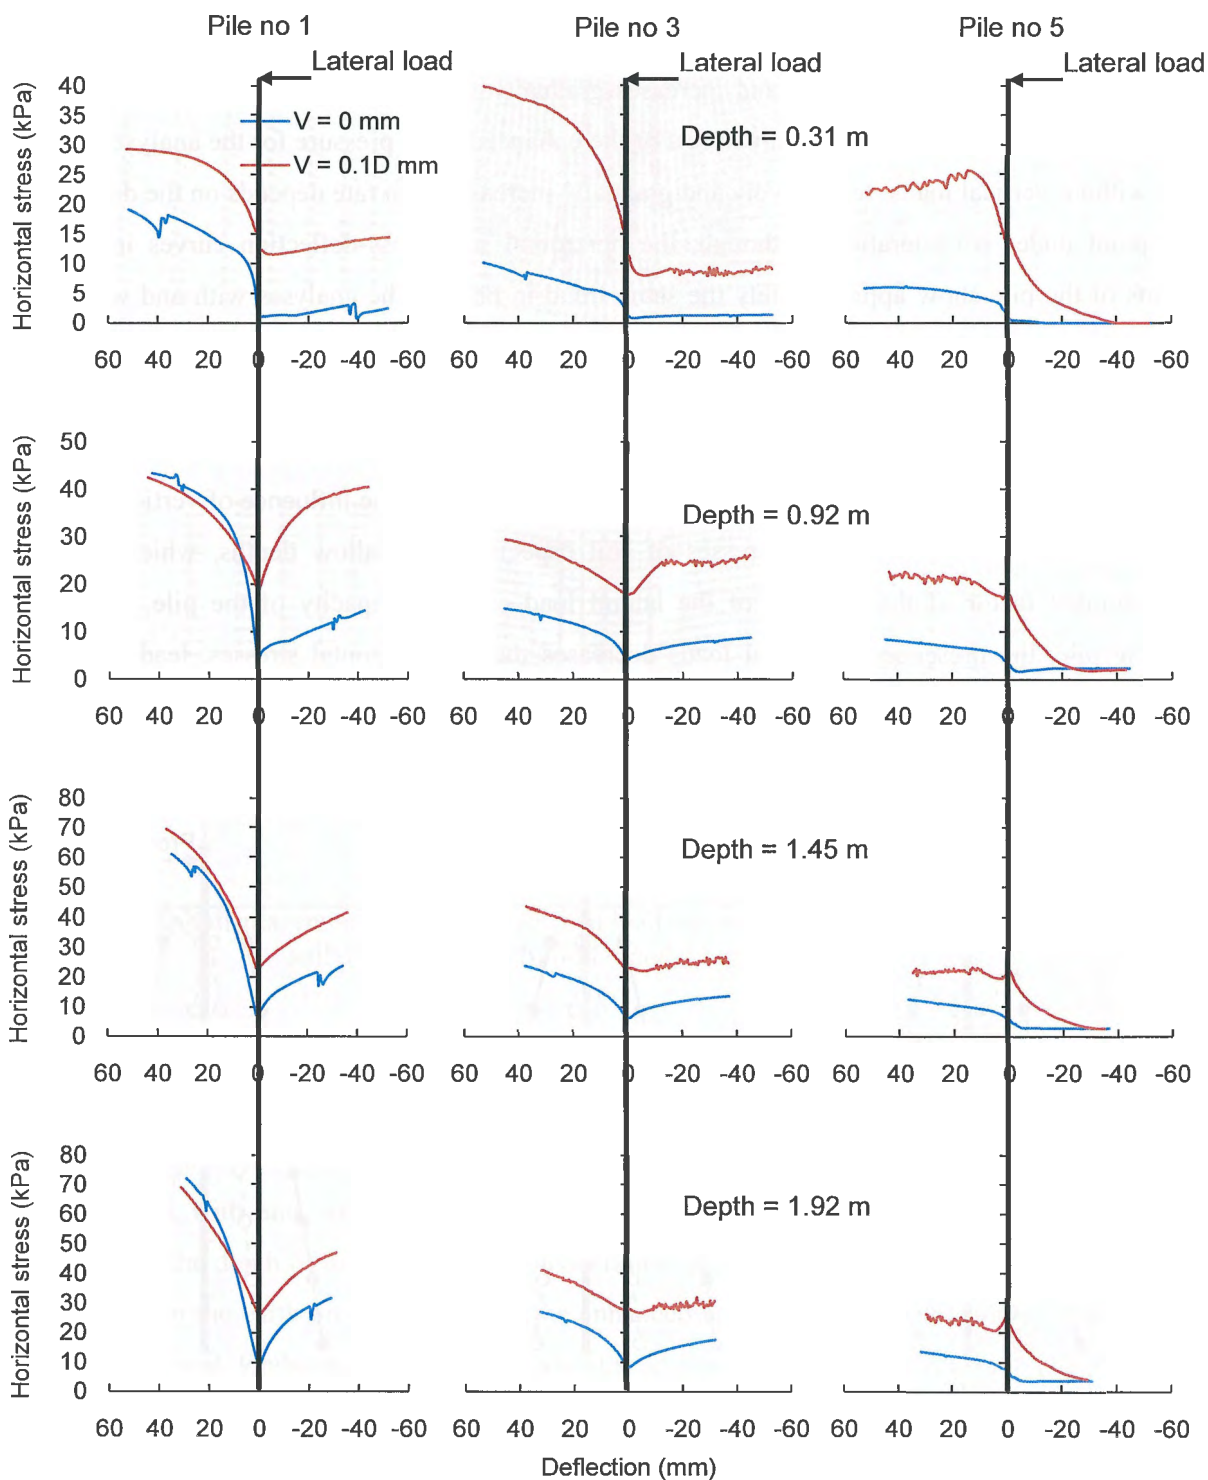 Pile no 1 Pile no 3 Pile no 5
Lateral load Lateral load Lateral load
Horizontal stress (kPa)
40
35
30
25
20
15
10
5
0
V = 0 mm
V = 0.1D mm
Depth = 0.31 m
60 40 20 0 -20 -40 -60 60 40 20 0 -20 -40 -60 60 40 20 0 -20 -40 -60
Horizontal stress (kPa)
50
40
30
20
10
0
Depth = 0.92 m
60 40 20 0 -20 -40 -60 60 40 20 0 -20 -40 -60 60 40 20 0 -20 -40 -60
Horizontal stress (kPa)
80
70
60
50
40
30
20
10
0
Depth = 1.45 m
60 40 20 0 -20 -40 -60 60 40 20 0 -20 -40 -60 60 40 20 0 -20 -40 -60
Horizontal stress (kPa)
80
70
60
50
40
30
20
10
0
Depth = 1.92 m
60 40 20 0 -20 -40 -60 60 40 20 0 -20 -40 -60 60 40 20 0 -20 -40 -60
Deflection (mm)